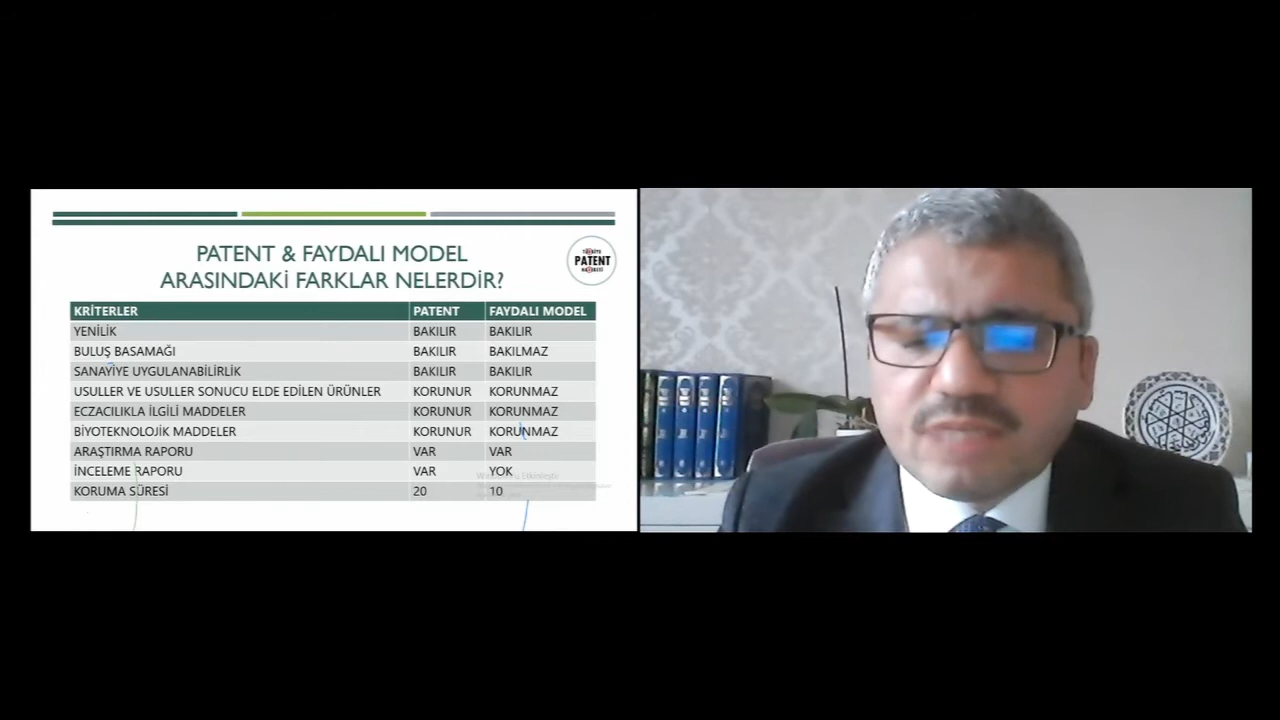 PATENT & FAYDALI MODEL
ARASINDAKİ FARKLAR NELERDİR?
TÜRKİYE
PATENT
HAREKETİ
KRİTERLER PATENT FAYDALI MODEL
YENİLİK BAKILIR BAKILIR
BULUŞ BASAMAĞI BAKILIR BAKILMAZ
SANAYİYE UYGULANABİLİRLİK BAKILIR BAKILIR
USULLER VE USULLER SONUCU ELDE EDİLEN ÜRÜNLER KORUNUR KORUNMAZ
ECZACILIKLA İLGİLİ MADDELER KORUNUR KORUNMAZ
BİYOTEKNOLOJİK MADDELER KORUNUR KORUNMAZ
ARAŞTIRMA RAPORU VAR VAR
İNCELEME RAPORU VAR YOK
KORUMA SÜRESİ 20 10